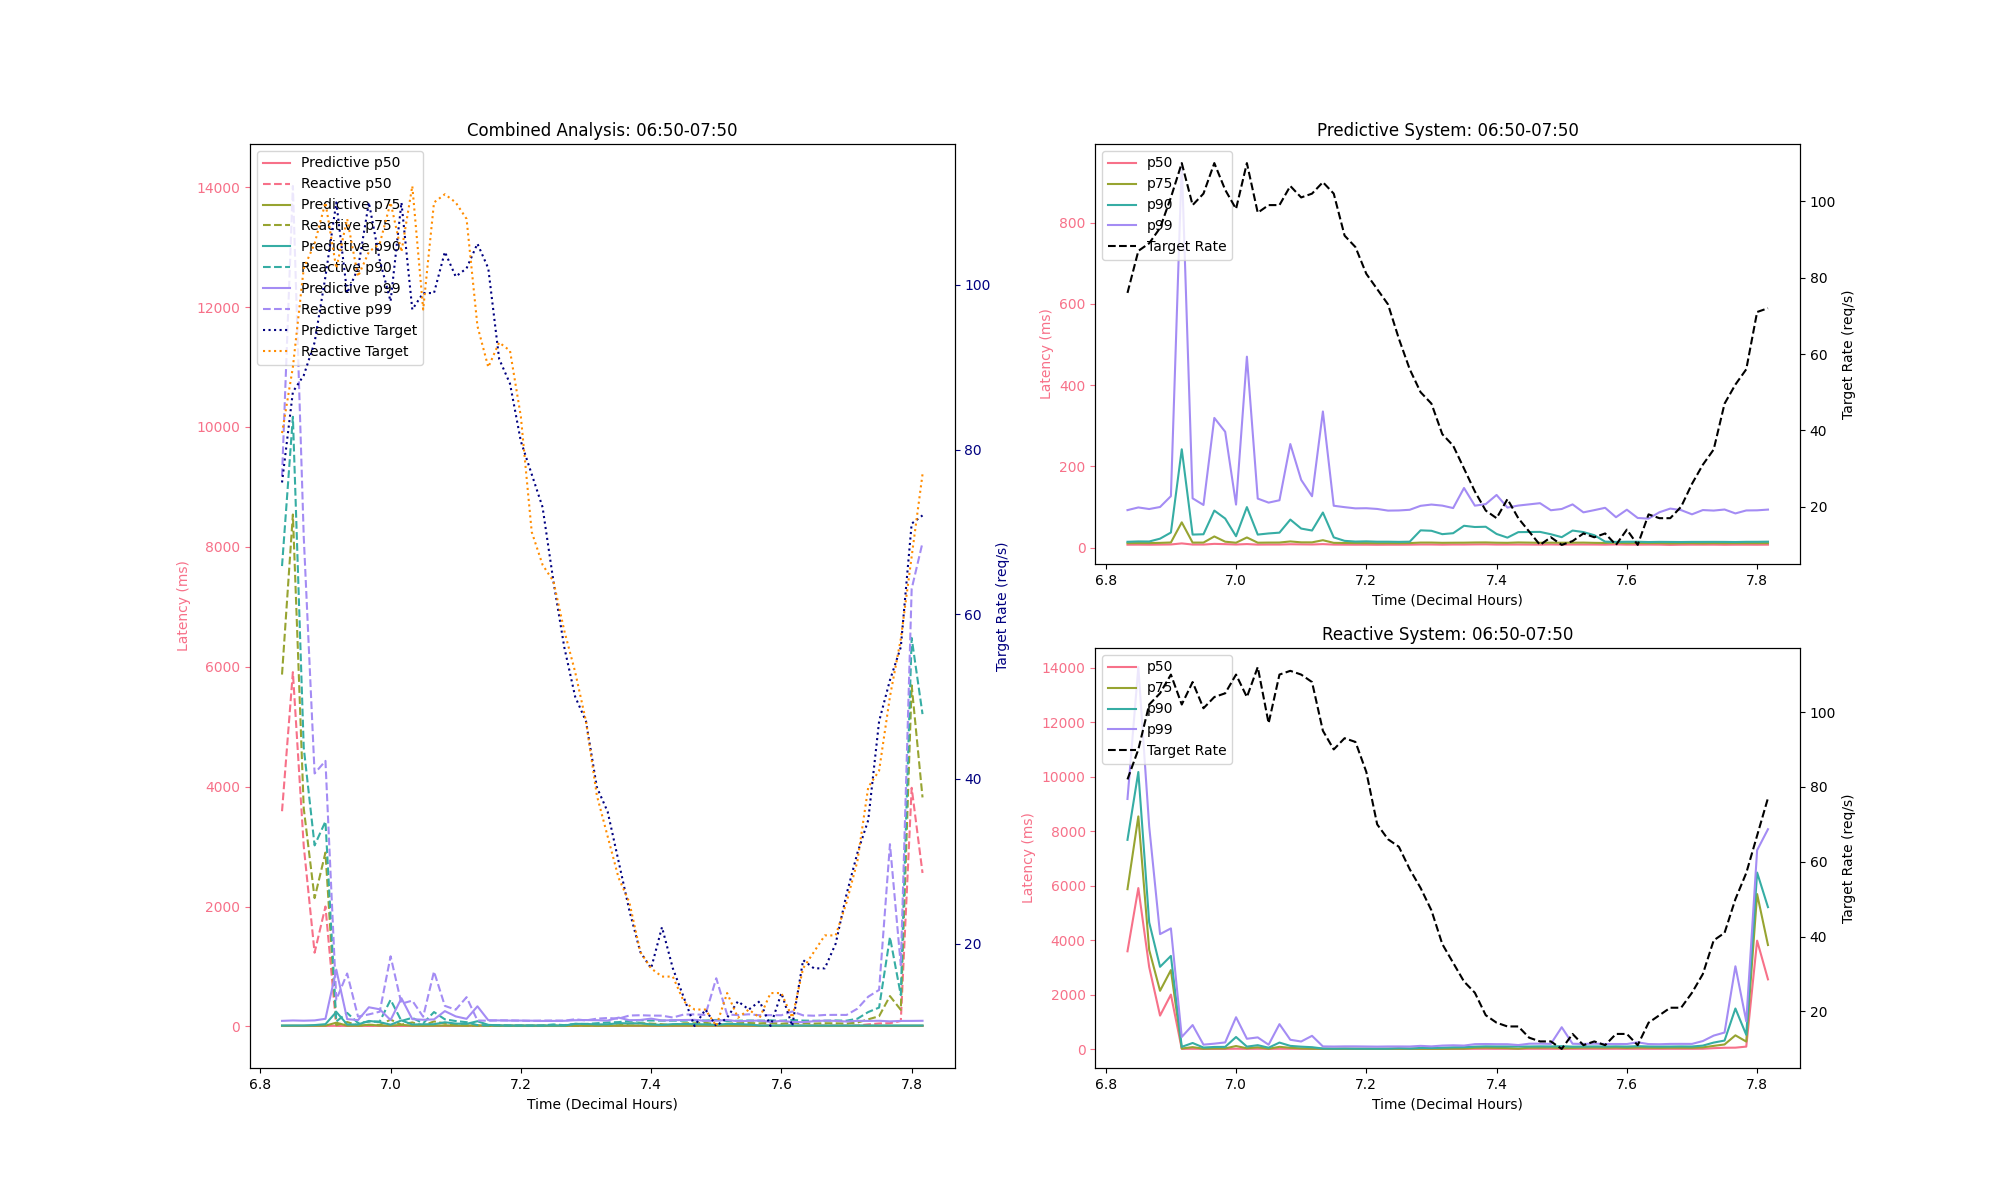 Combined Analysis: 06:50-07:50
Predictive p50
Reactive p50
Predictive p75
Reactive p75
Predictive p90
Reactive p90
Predictive p99
Reactive p99
Predictive Target
Reactive Target
14000
12000
10000
8000
6000
4000
2000
0
Latency (ms)
100
80
60
40
20
Target Rate (req/s)
6.8 7.0 7.2 7.4 7.6 7.8
Time (Decimal Hours)
Predictive System: 06:50-07:50
p50
p75
p90
p99
Target Rate
800
600
400
200
0
Latency (ms)
100
80
60
40
20
Target Rate (req/s)
6.8 7.0 7.2 7.4 7.6 7.8
Time (Decimal Hours)
Reactive System: 06:50-07:50
p50
p75
p90
p99
Target Rate
14000
12000
10000
8000
6000
4000
2000
0
Latency (ms)
100
80
60
40
20
Target Rate (req/s)
6.8 7.0 7.2 7.4 7.6 7.8
Time (Decimal Hours)